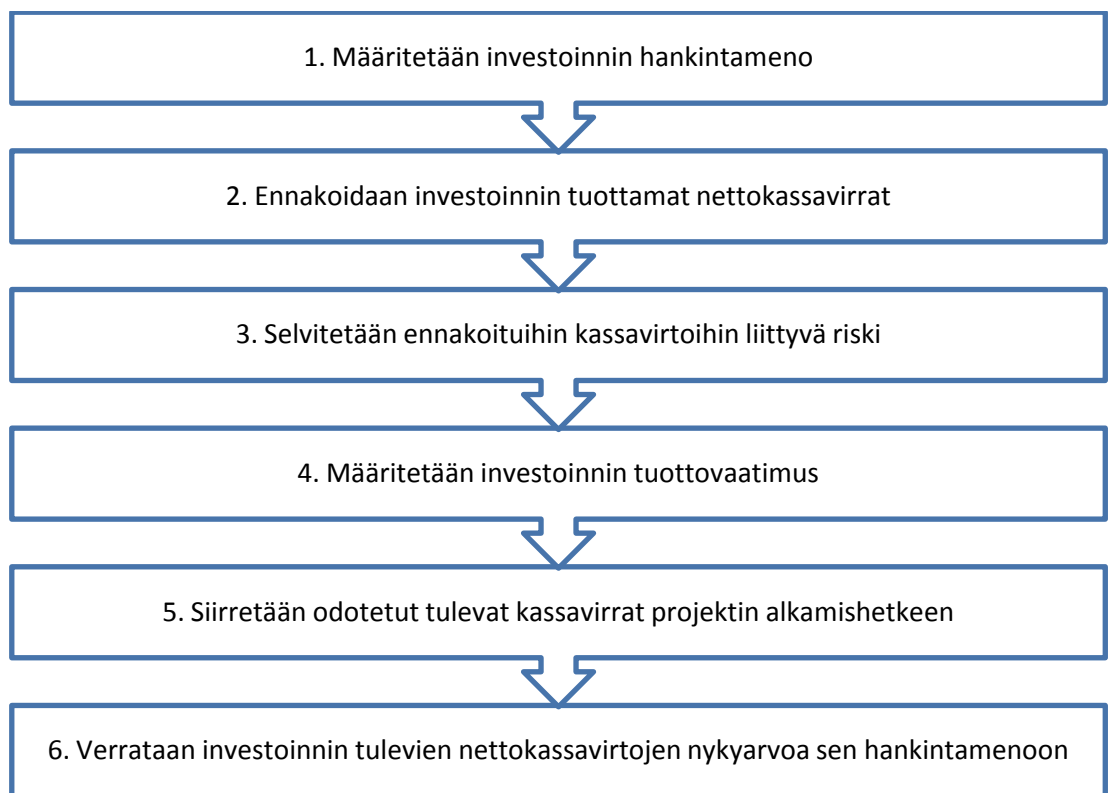 1. Määritetään investoinnin hankintameno
2. Ennakoidaan investoinnin tuottamat nettokassavirrat
3. Selvitetään ennakoituihin kassavirtoihin liittyvä riski
4. Määritetään investoinnin tuottovaatimus
5. Siirretään odotetut tulevat kassavirrat projektin alkamishetkeen
6. Verrataan investoinnin tulevien nettokassavirtojen nykyarvoa sen hankintamenoon